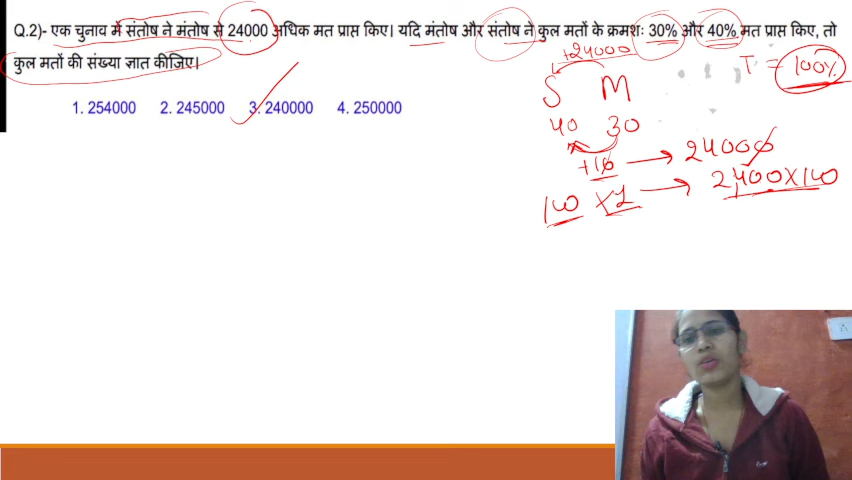 Q.2)- एक चुनाव में संतोष ने मंतोष से 24000 अधिक मत प्राप्त किए। यदि मंतोष और संतोष ने कुल मतों के क्रमशः 30% और 40% मत प्राप्त किए, तो
कुल मतों की संख्या ज्ञात कीजिए।
1. 254000 2. 245000 3. 240000 4. 250000
+24000
T = 100%
S M
40 30
+10 → 24000
100 ×1 → 2400×100